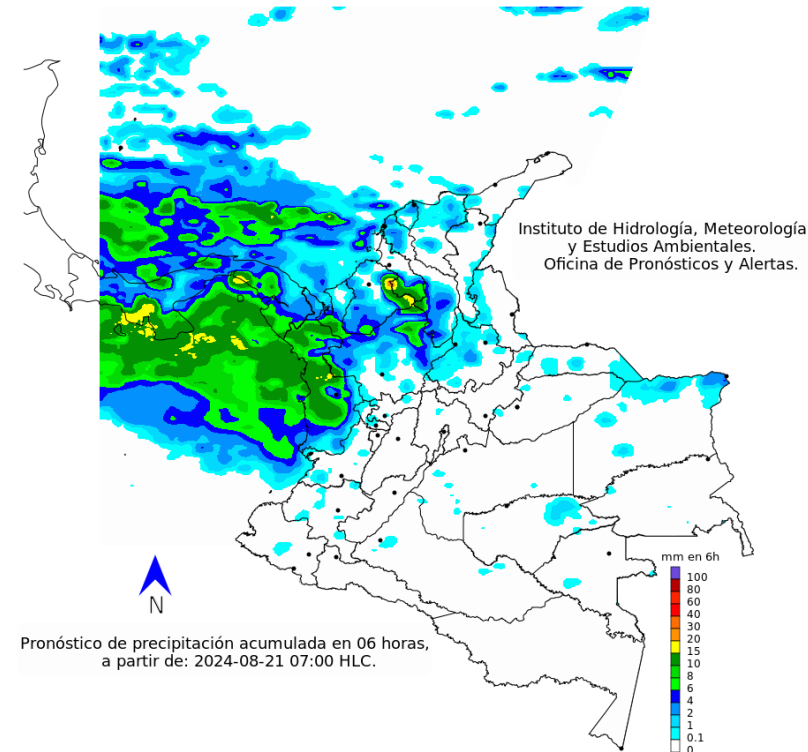 Instituto de Hidrología, Meteorología
y Estudios Ambientales.
Oficina de Pronósticos y Alertas.
mm en 6h
100
80
60
40
30
20
15
10
8
6
4
2
1
0.1
0
N
Pronóstico de precipitación acumulada en 06 horas,
a partir de: 2024-08-21 07:00 HLC.